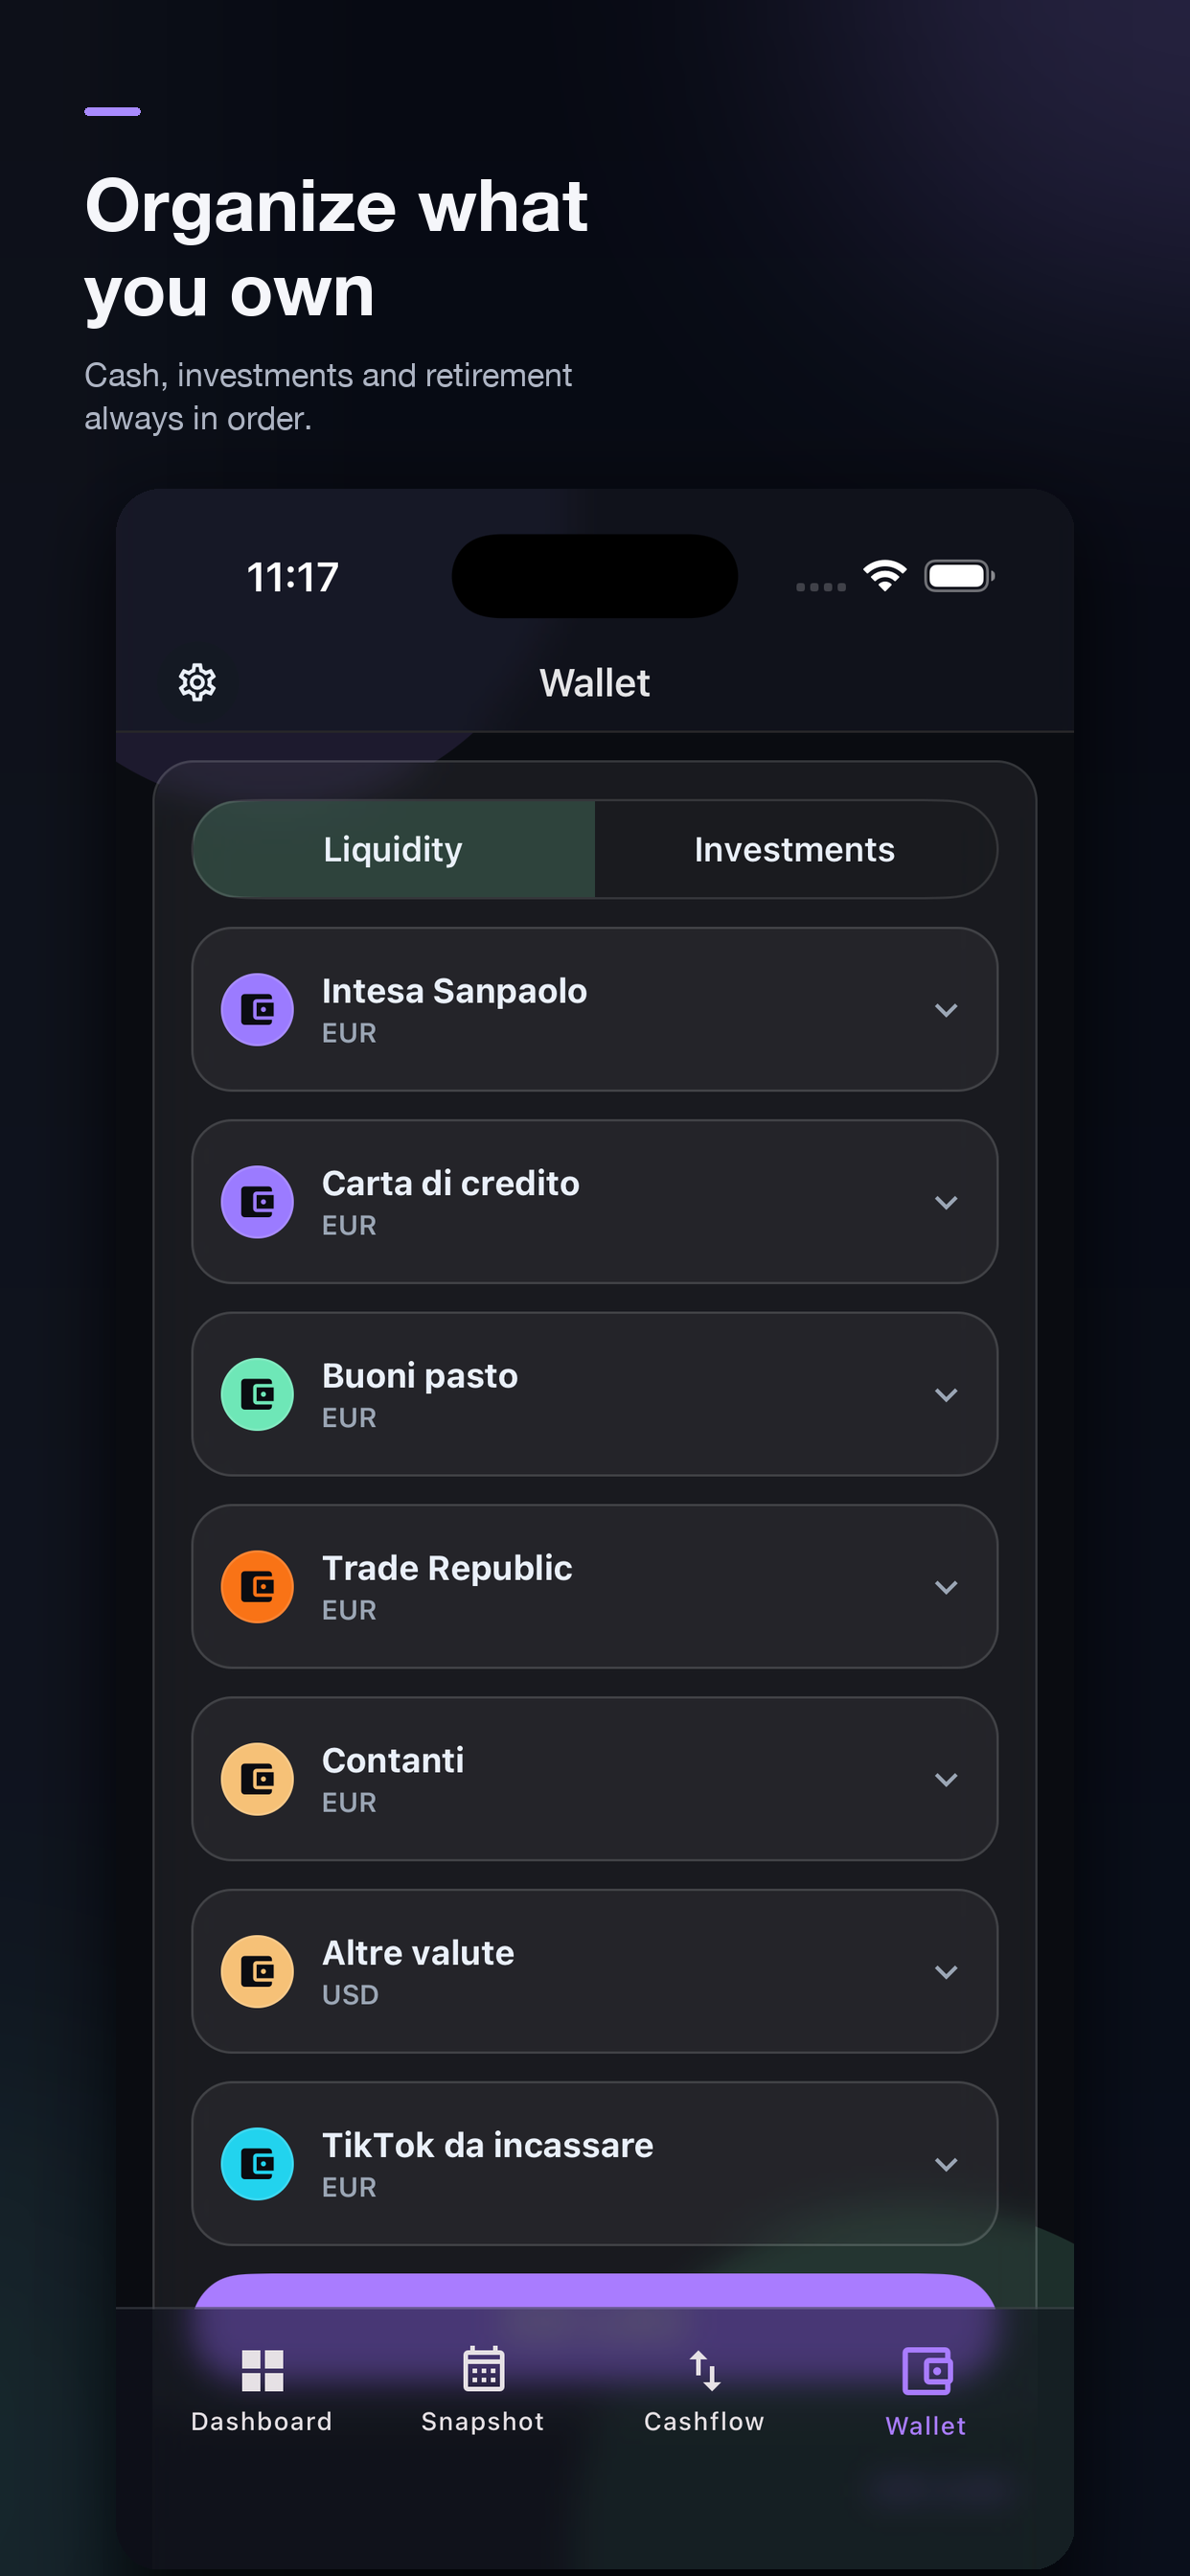 Organize what
you own
Cash, investments and retirement
always in order.
11:17
Wallet
Liquidity
Investments
Intesa Sanpaolo
EUR
Carta di credito
EUR
Buoni pasto
EUR
Trade Republic
EUR
Contanti
EUR
Altre valute
USD
TikTok da incassare
EUR
Dashboard
Snapshot
Cashflow
Wallet